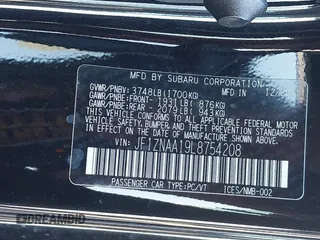 MFD BY SUBARU CORPORATION 12/
GVWR/PNBV: 3748LB(1700KG)
GAWR/PNBE:FRONT- 1931LB( 876KG)
GAWR/PNBE:REAR - 2079LB( 943KG)
THIS VEHICLE CONFORMS TO ALL APPLICABLE
FEDERAL MOTOR VEHICLE
SAFETY, BUMPER, AND THEFT
PREVENTION STANDARDS IN
EFFECT ON THE DATE OF
MANUFACTURE SHOWN ABOVE.
VIN: JF1ZNAA19L8754208
PASSENGER CAR TYPE:PC/VT ICES/NMB-002
DREAMBID